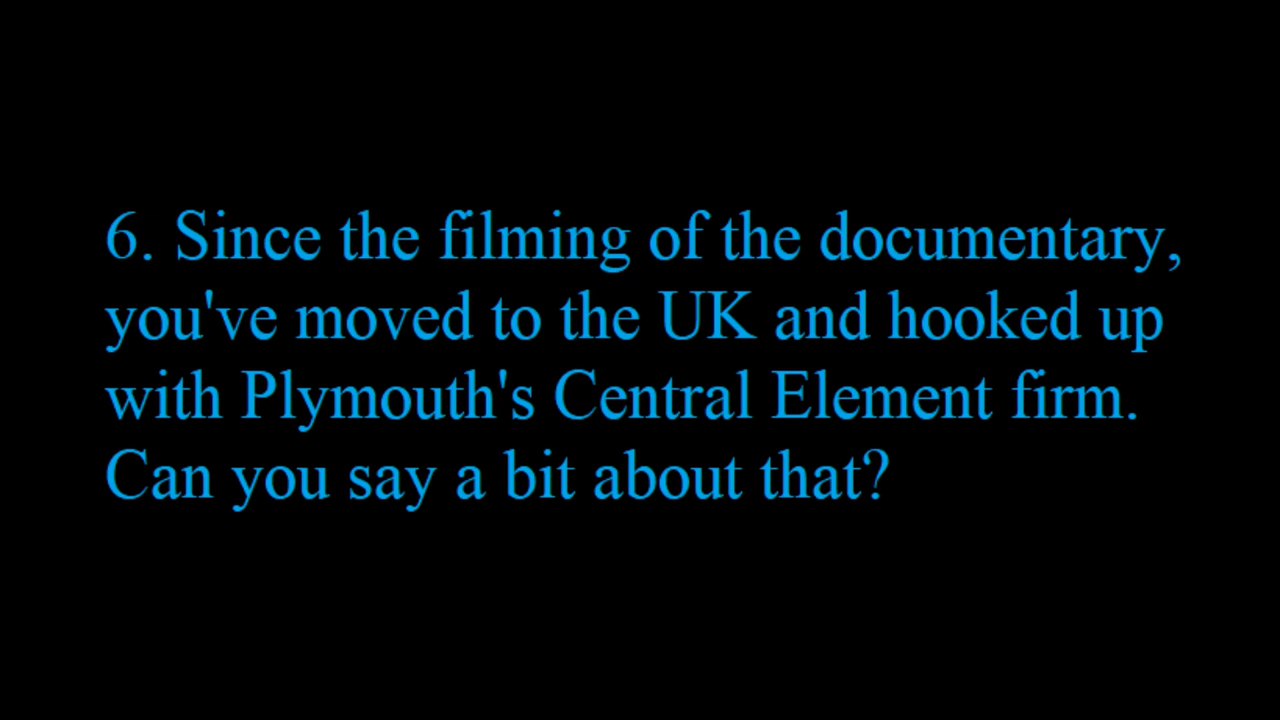 6. Since the filming of the documentary,
you've moved to the UK and hooked up
with Plymouth's Central Element firm.
Can you say a bit about that?